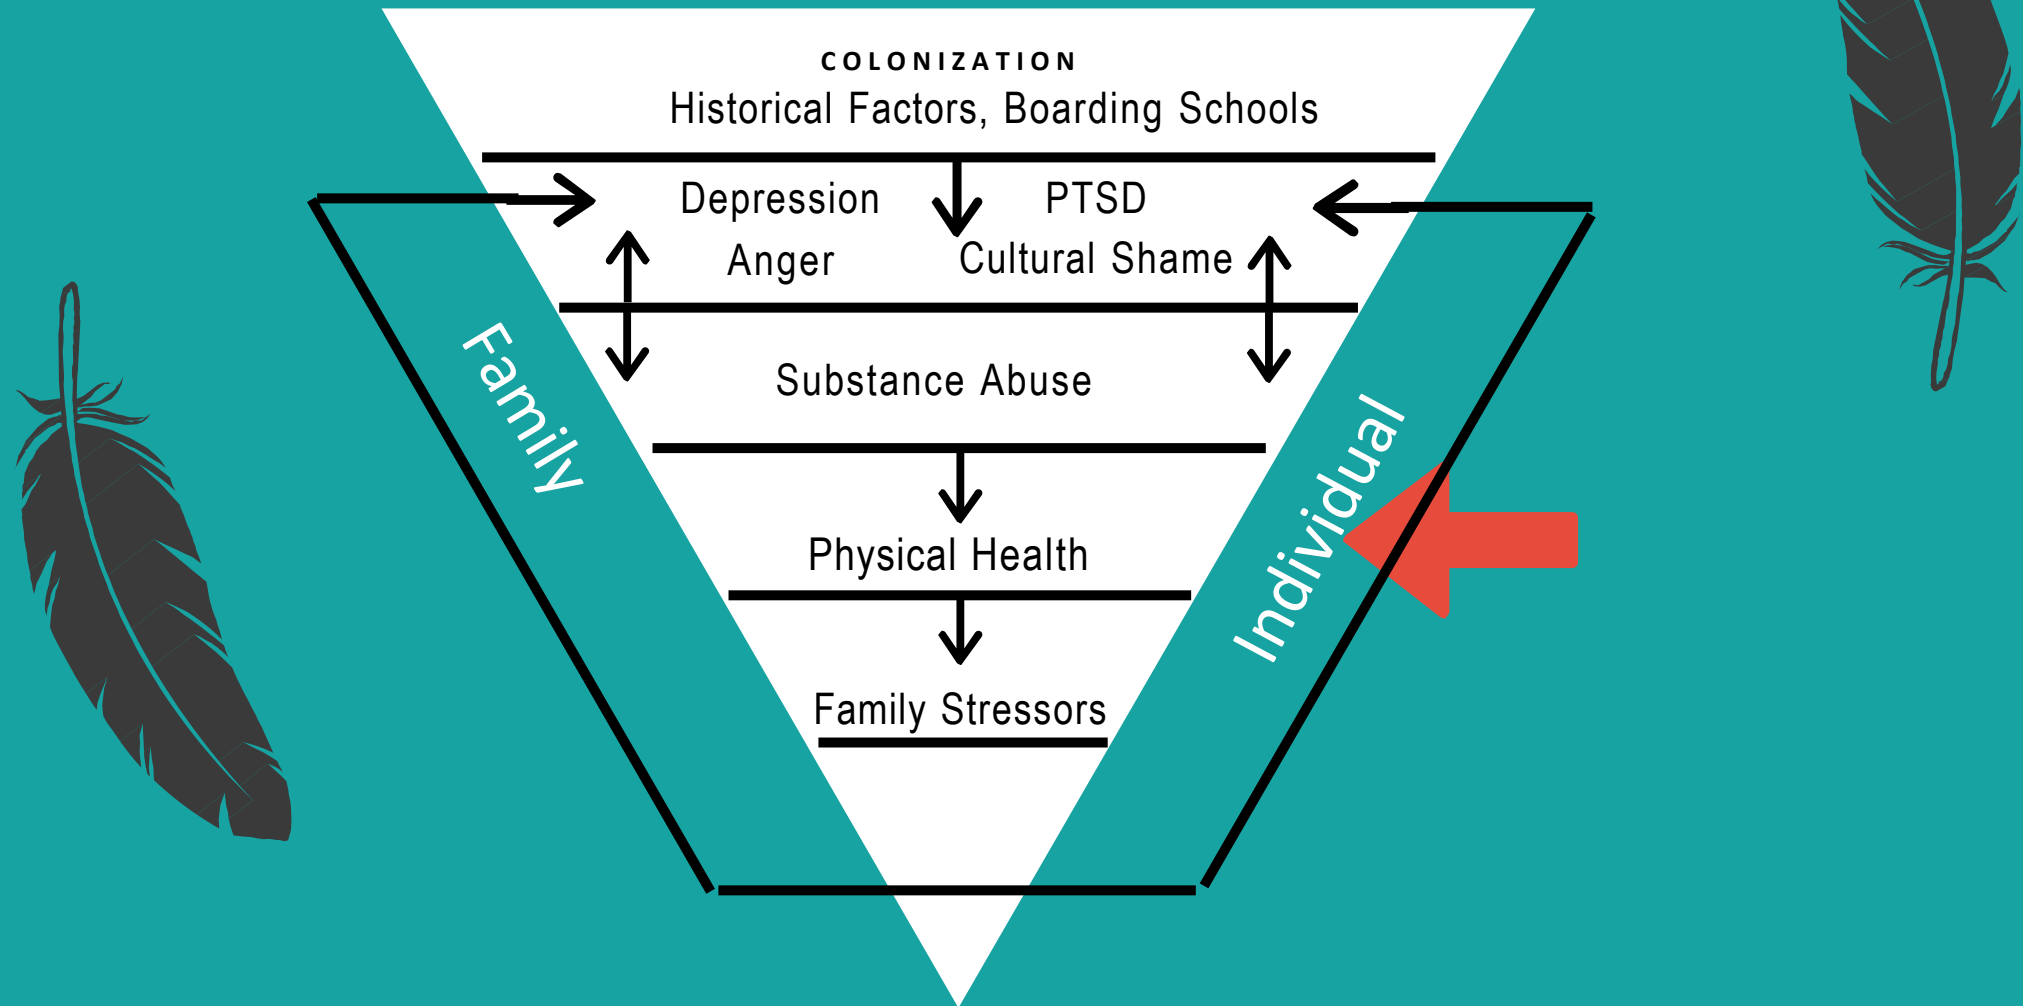 COLONIZATION
Historical Factors, Boarding Schools
Depression PTSD
Anger Cultural Shame
Family
Substance Abuse
Individual
Physical Health
Family Stressors